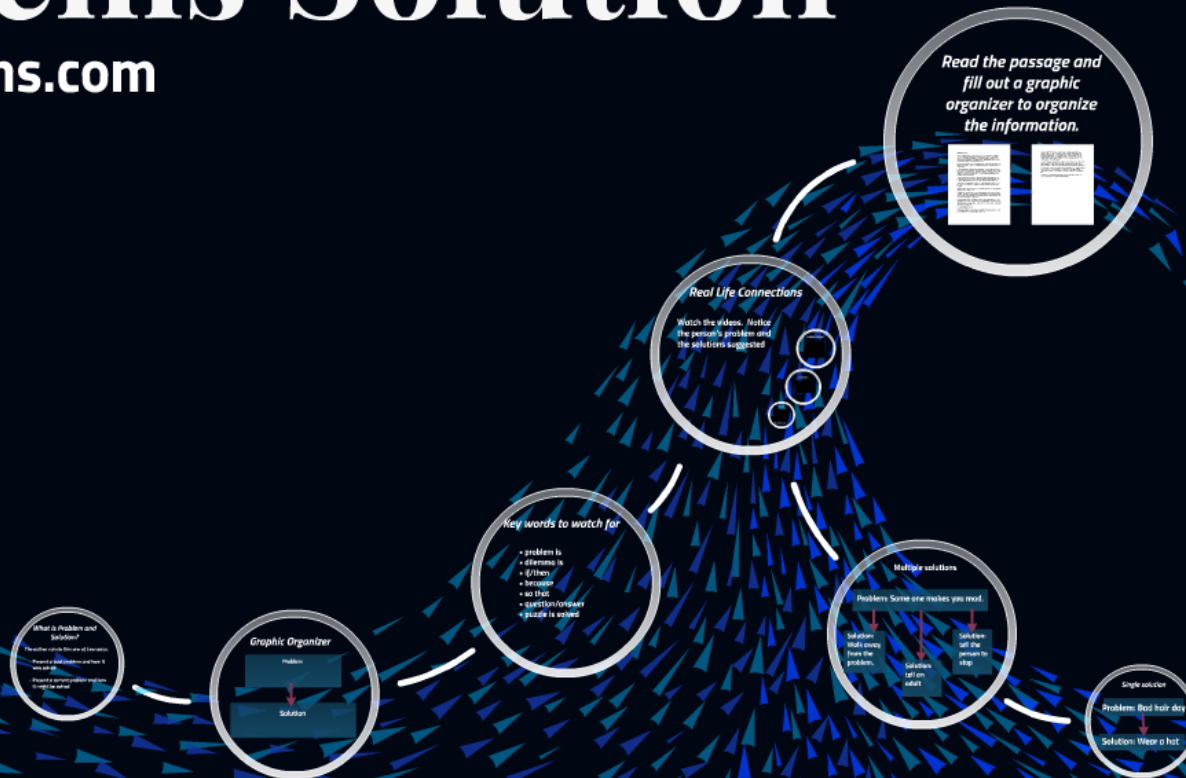 ems Solution
ns.com
Read the passage and
fill out a graphic
organizer to organize
the information.
Real Life Connections
Watch the videos. Notice
the person's problem and
the solutions suggested
Key words to watch for
• problem is
• dilemma is
• if/then
• because
• so that
• question/answer
• puzzle is solved
What is Problem and
Solution?
Graphic Organizer
Problem
Solution
Multiple solutions
Problem: Some one makes you mad.
Solution:
Walk away
from the
problem.
Solution:
tell an
adult
Solution:
tell the
person to
stop
Single solution
Problem: Bad hair day
Solution: Wear a hat